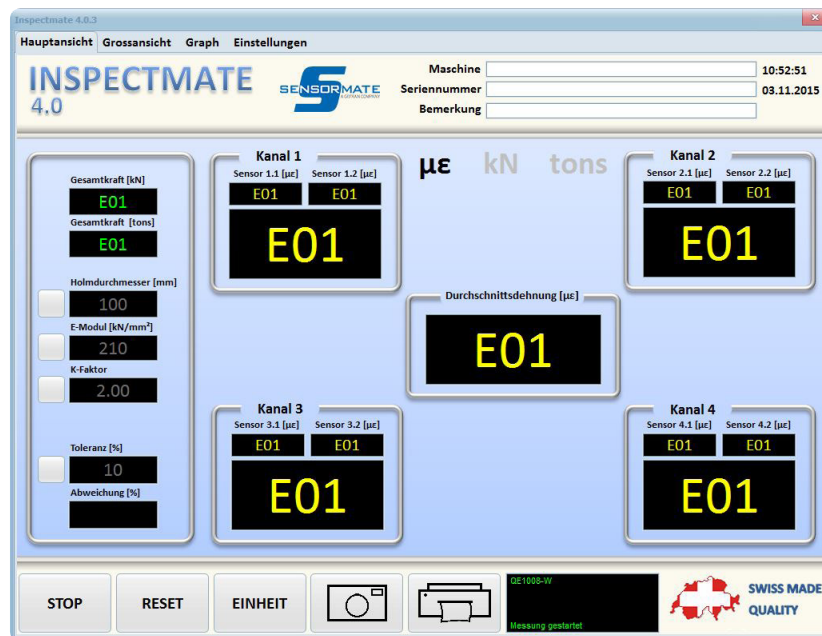 Inspectmate 4.0.3
Hauptansicht Grossansicht Graph Einstellungen
INSPECTMATE
4.0
SENSORMATE
A GEFRAN COMPANY
Maschine
Seriennummer
Bemerkung
10:52:51
03.11.2015
Gesamtkraft [kN]
E01
Gesamtkraft [tons]
E01
Holmdurchmesser [mm]
100
E-Modul [kN/mm²]
210
K-Faktor
2.00
Toleranz [%]
10
Abweichung [%]
Kanal 1
Sensor 1.1 [µε] Sensor 1.2 [µε]
E01 E01
E01
µε kN tons
Kanal 2
Sensor 2.1 [µε] Sensor 2.2 [µε]
E01 E01
E01
Durchschnittsdehnung [µε]
E01
Kanal 3
Sensor 3.1 [µε] Sensor 3.2 [µε]
E01 E01
E01
Kanal 4
Sensor 4.1 [µε] Sensor 4.2 [µε]
E01 E01
E01
STOP RESET EINHEIT
QE1008-W
Messung gestartet
SWISS MADE
QUALITY